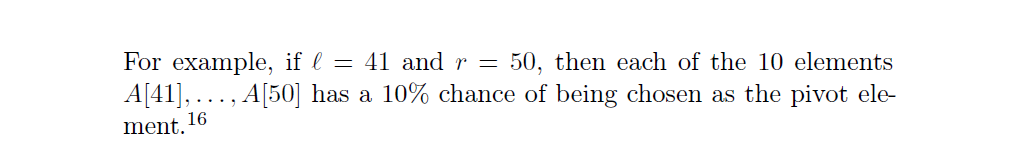 For example, if ℓ = 41 and r = 50, then each of the 10 elements
A[41], . . . , A[50] has a 10% chance of being chosen as the pivot ele-
ment.16